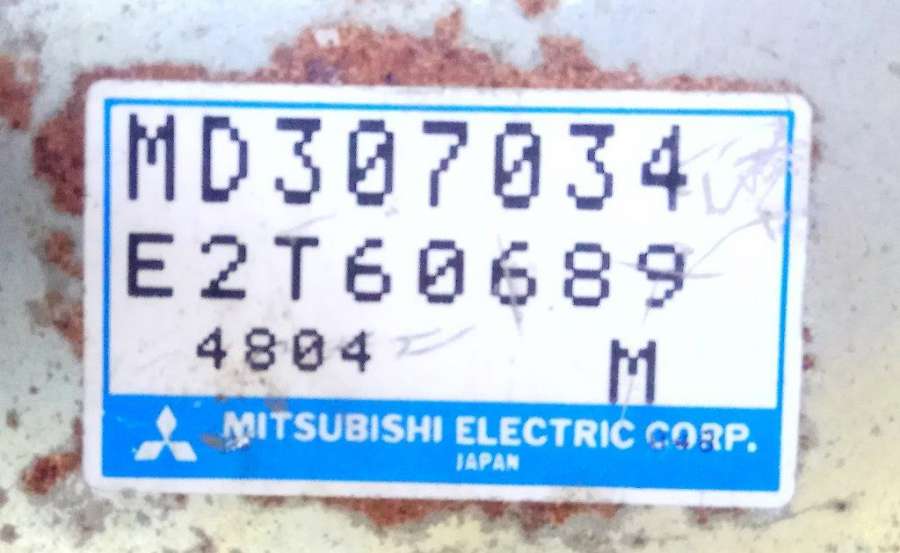 MD307034
E2T60689
4804 M
MITSUBISHI ELECTRIC CORP.
JAPAN